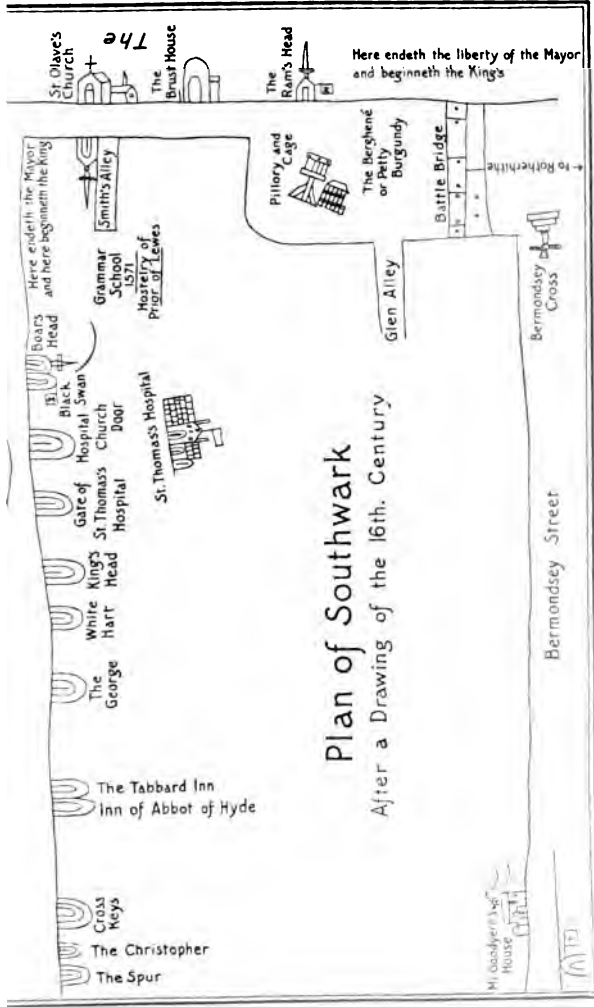 Plan of Southwark
After a Drawing of the 16th. Century
The
St Olave's
Church
The
Brust House
The
Ram's Head
Here endeth the liberty of the Mayor
and beginneth the King's
Here endeth the Mayor
and here beginneth the King
Smith's Alley
Pillory and
Cage
The Berghené
or Petty
Burgundy
Battle Bridge
to Rotherhithe
Grammar
School
1571
Hostelry of
Prior of Lewes
Glen Alley
Bermondsey
Cross
Boars
Head
Black
Swan
Hospital
Church
Door
Gate of
St. Thomas's
Hospital
St. Thomas's Hospital
King's
Head
White
Hart
The
George
Bermondsey Street
The Tabbard Inn
Inn of Abbot of Hyde
Cross
Keys
The Christopher
The Spur
Mr Goodyere's
House